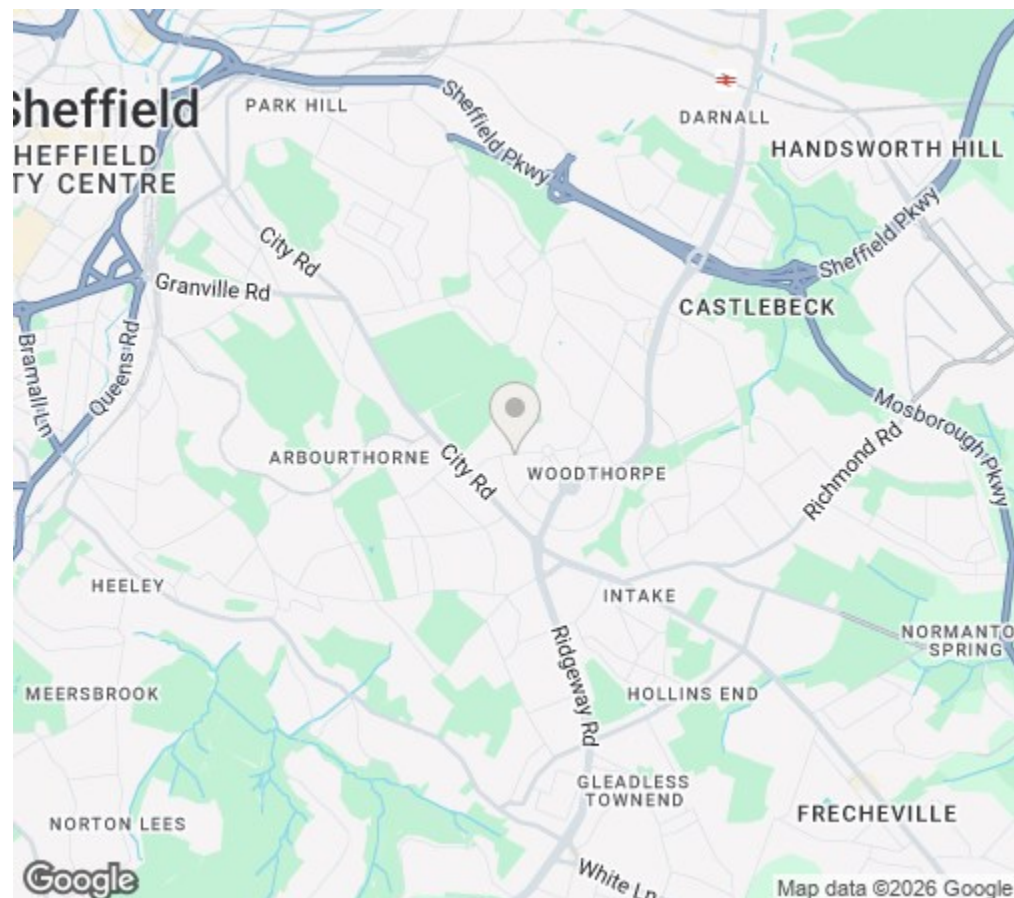 Sheffield
HEFFIELD
TY CENTRE
PARK HILL
Sheffield Pkwy
DARNALL
HANDSWORTH HILL
Sheffield Pkwy
City Rd
Granville Rd
CASTLEBECK
Bramall Ln
Queens Rd
Mosborough Pkwy
ARBOURTHORNE
City Rd
WOODTHORPE
Richmond Rd
HEELEY
INTAKE
NORMANTO
SPRING
Ridgeway Rd
MEERSBROOK
HOLLINS END
GLEADLESS
TOWNEND
NORTON LEES
FRECHEVILLE
White Ln
Google
Map data ©2026 Google